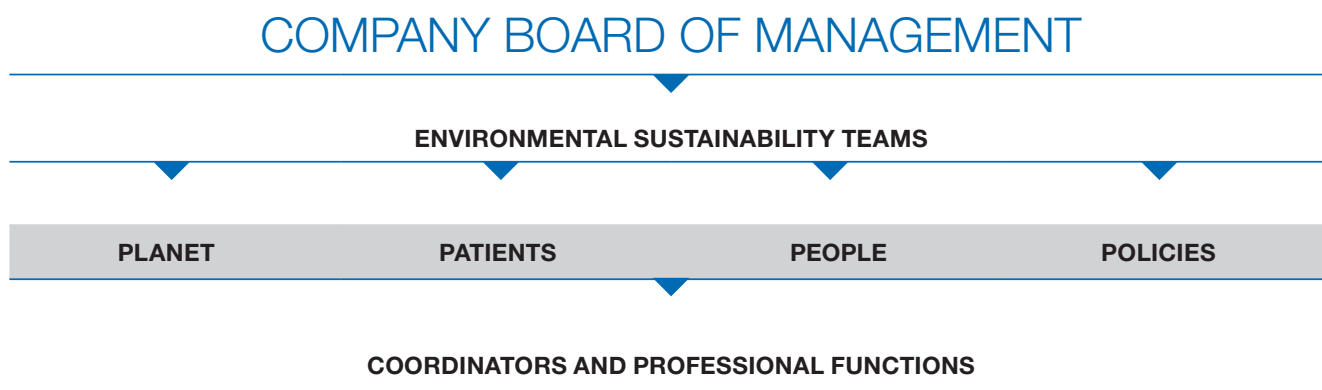 COMPANY BOARD OF MANAGEMENT
ENVIRONMENTAL SUSTAINABILITY TEAMS
PLANET PATIENTS PEOPLE POLICIES
COORDINATORS AND PROFESSIONAL FUNCTIONS